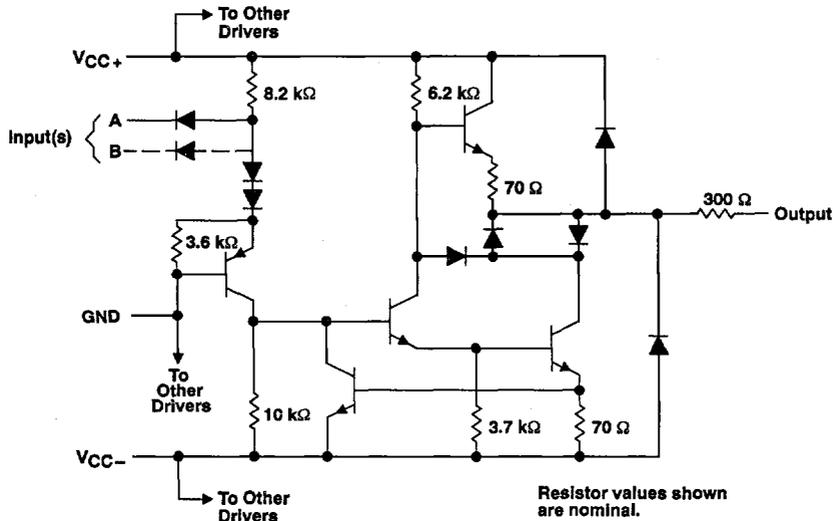 To Other
Drivers
VCC+
8.2 kΩ
6.2 kΩ
A
Input(s)
B
70 Ω
300 Ω
Output
3.6 kΩ
GND
To
Other
Drivers
10 kΩ
3.7 kΩ
70 Ω
VCC−
To Other
Drivers
Resistor values shown
are nominal.